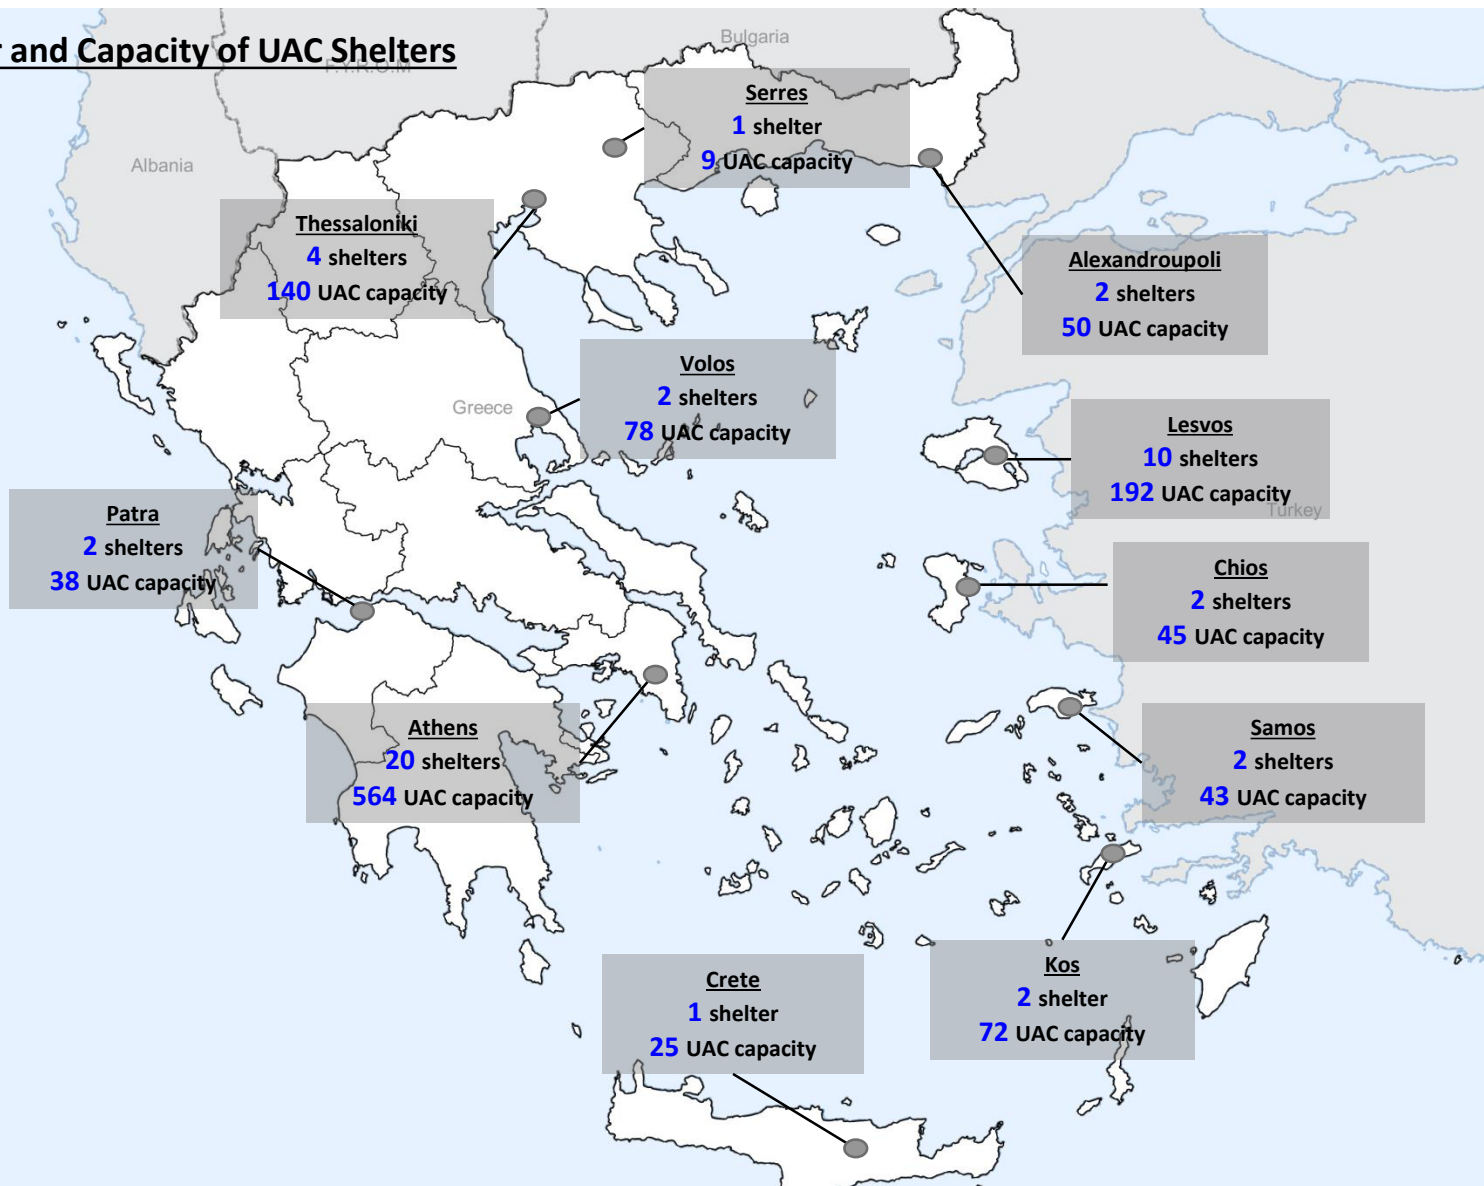 r and Capacity of UAC Shelters
Bulgaria
F.Y.R.O.M
Albania
Serres
1 shelter
9 UAC capacity
Thessaloniki
4 shelters
140 UAC capacity
Alexandroupoli
2 shelters
50 UAC capacity
Volos
2 shelters
78 UAC capacity
Greece
Lesvos
10 shelters
192 UAC capacity
Turkey
Patra
2 shelters
38 UAC capacity
Chios
2 shelters
45 UAC capacity
Athens
20 shelters
564 UAC capacity
Samos
2 shelters
43 UAC capacity
Crete
1 shelter
25 UAC capacity
Kos
2 shelter
72 UAC capacity